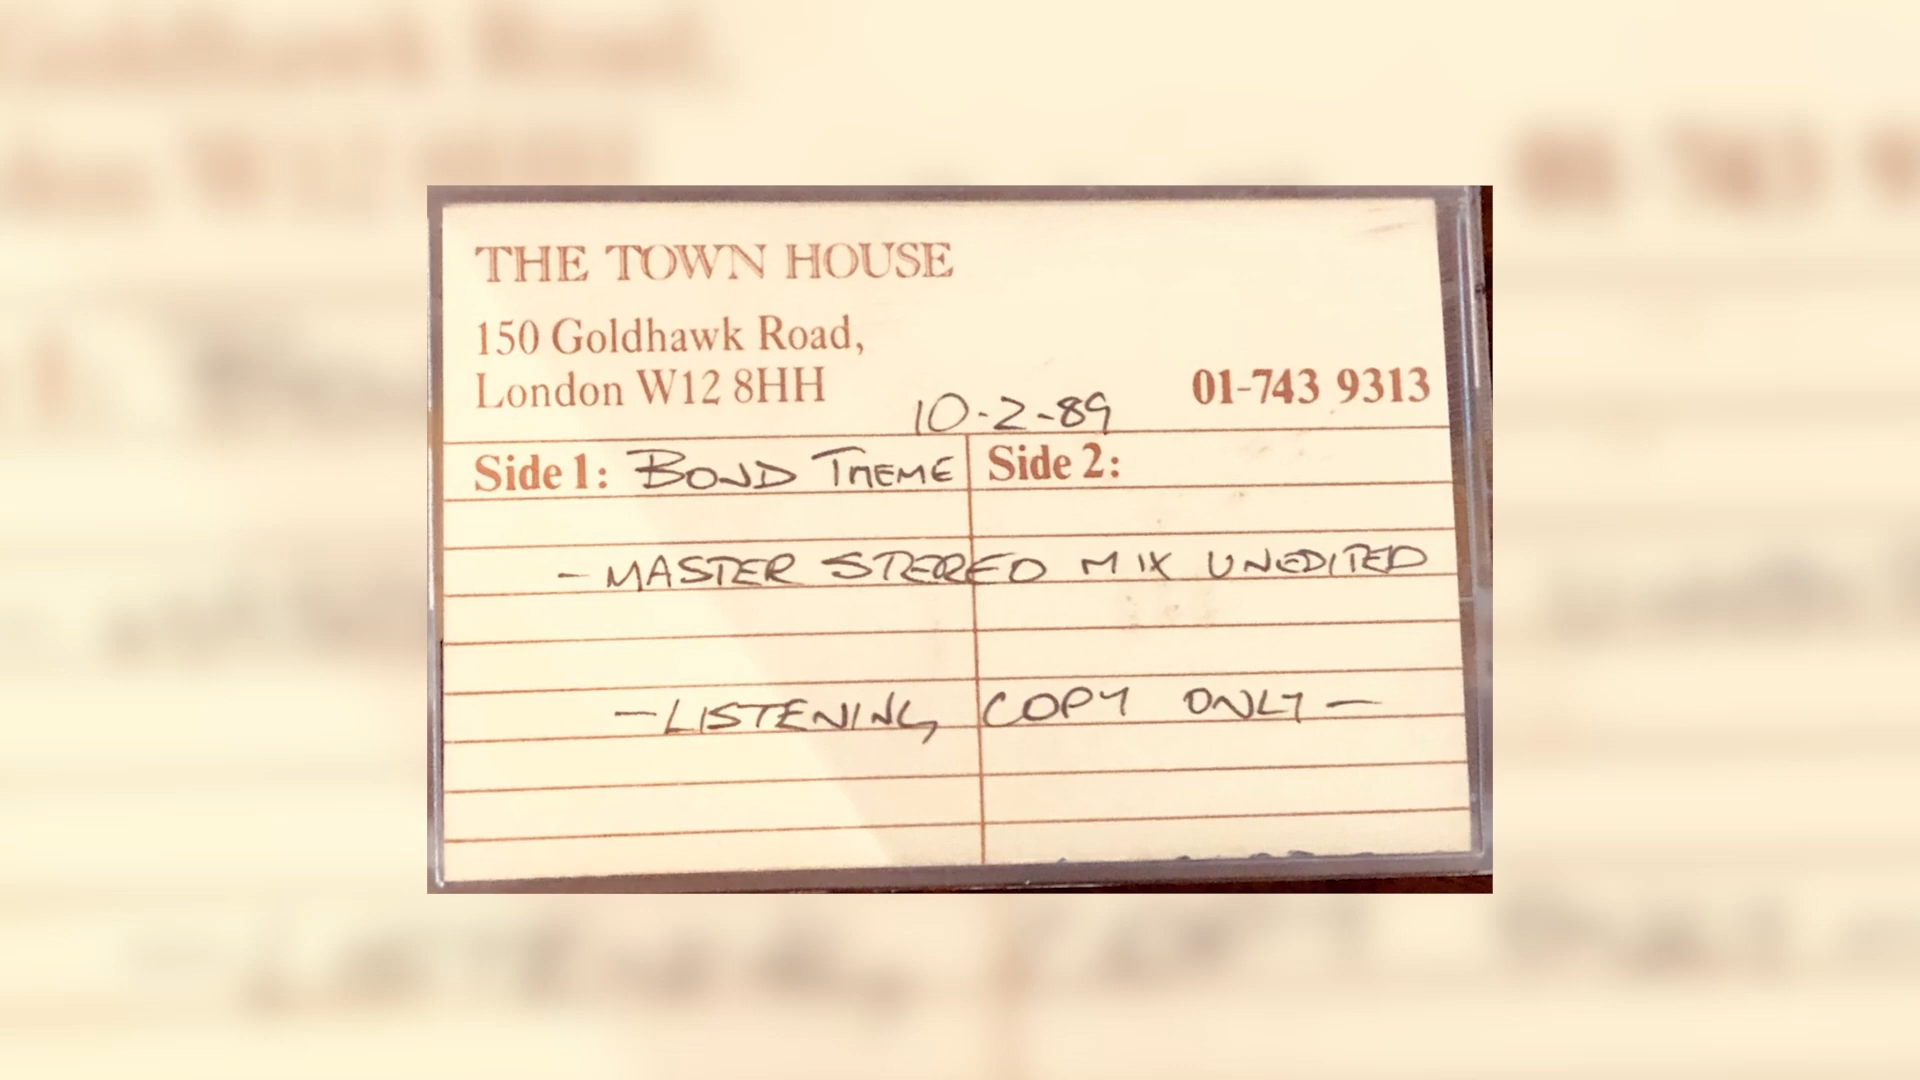 THE TOWN HOUSE
150 Goldhawk Road,
London W12 8HH
01-743 9313
10-2-89
Side 1: BOND THEME
Side 2:
- MASTER STEREO MIX UNEDITED
- LISTENING COPY ONLY -